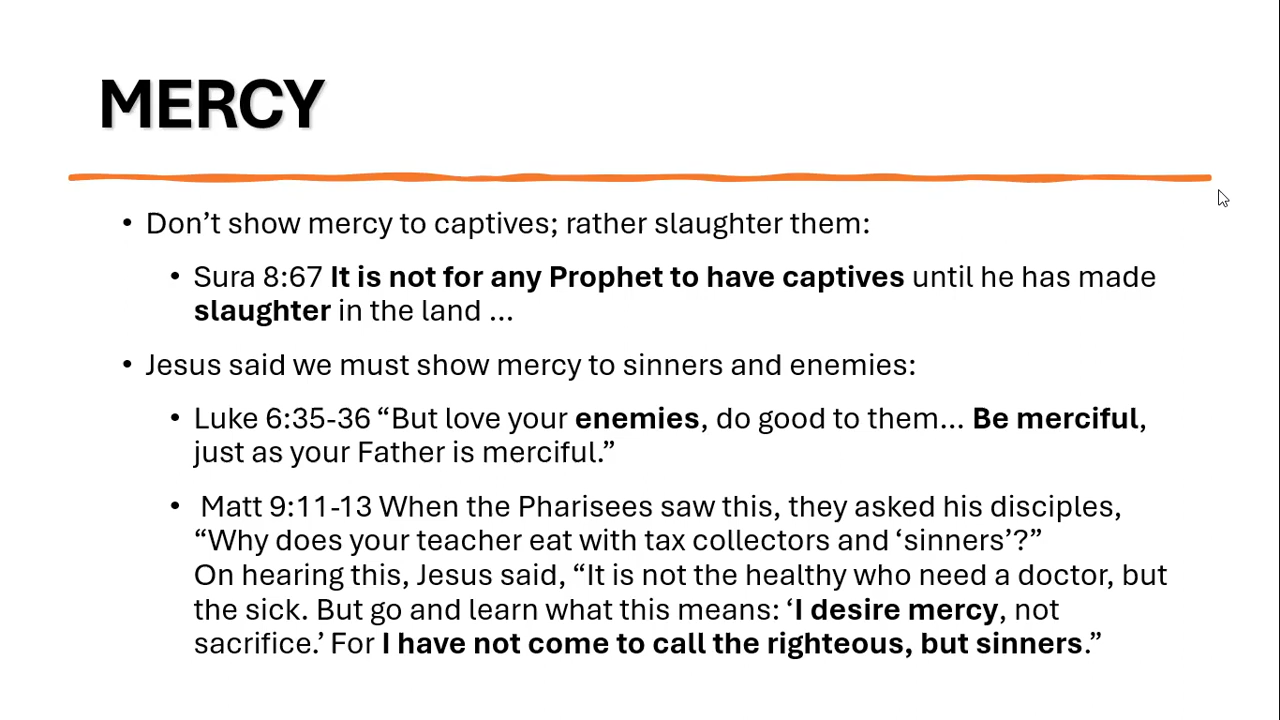 MERCY
• Don’t show mercy to captives; rather slaughter them:
• Sura 8:67 It is not for any Prophet to have captives until he has made
slaughter in the land ...
• Jesus said we must show mercy to sinners and enemies:
• Luke 6:35-36 “But love your enemies, do good to them... Be merciful,
just as your Father is merciful.”
• Matt 9:11-13 When the Pharisees saw this, they asked his disciples,
“Why does your teacher eat with tax collectors and ‘sinners’?”
On hearing this, Jesus said, “It is not the healthy who need a doctor, but
the sick. But go and learn what this means: ‘I desire mercy, not
sacrifice.’ For I have not come to call the righteous, but sinners.”